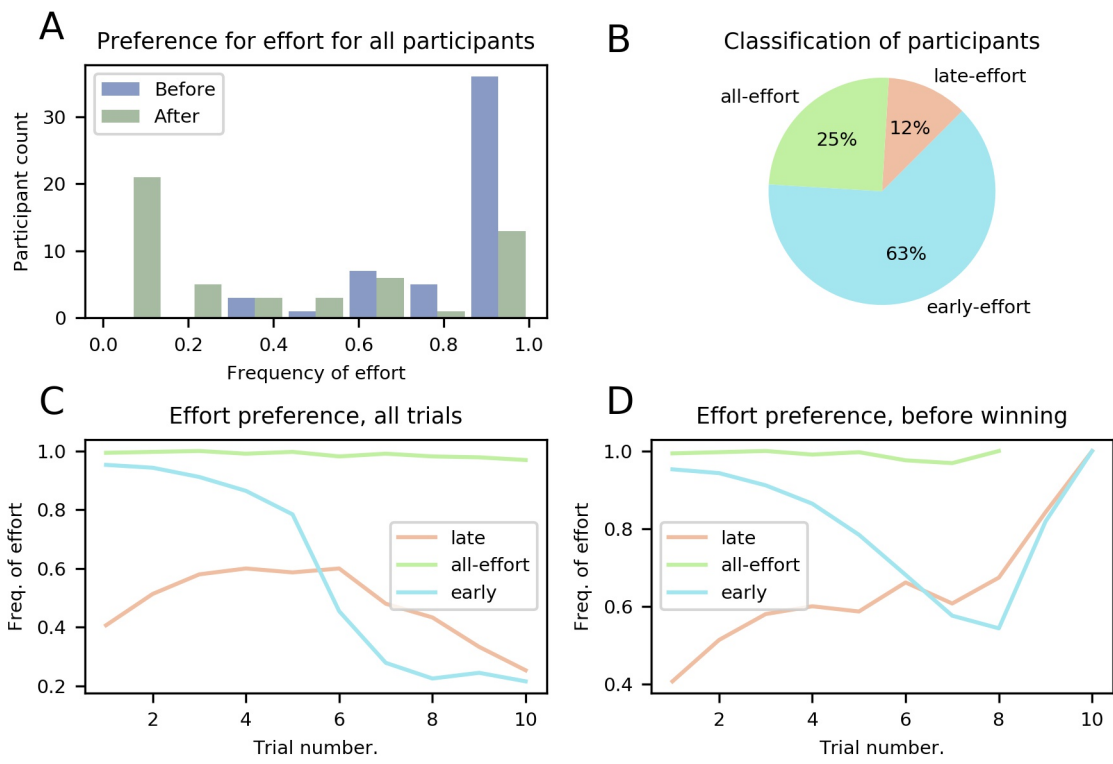 A
Preference for effort for all participants
Before
After
Participant count
30
20
10
0
0.0 0.2 0.4 0.6 0.8 1.0
Frequency of effort
B
Classification of participants
late-effort
all-effort
12%
25%
63%
early-effort
C
Effort preference, all trials
Freq. of effort
1.0
0.8
0.6
0.4
0.2
late
all-effort
early
2 4 6 8 10
Trial number.
D
Effort preference, before winning
Freq. of effort
1.0
0.8
0.6
0.4
late
all-effort
early
2 4 6 8 10
Trial number.